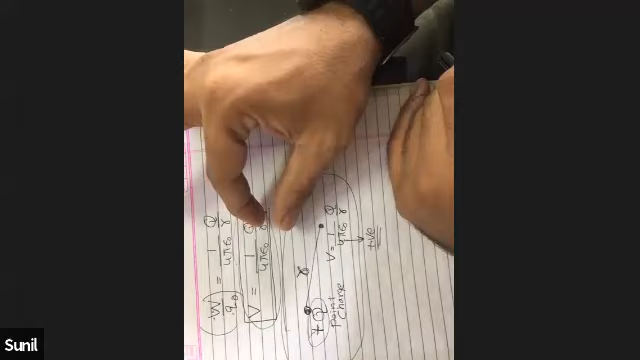 W/q₀ = 1/4πε₀ Q/r
V = 1/4πε₀ Q
r
+Q
Point
Charge
V = 1/4πε₀ Q/r
+ve
Sunil